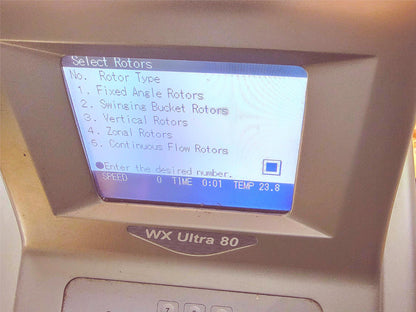 Select Rotors
No. Rotor Type
1. Fixed Angle Rotors
2. Swinging Bucket Rotors
3. Vertical Rotors
4. Zonal Rotors
5. Continuous Flow Rotors
●Enter the desired number.
SPEED 0 TIME 0:01 TEMP 23.8
WX Ultra 80